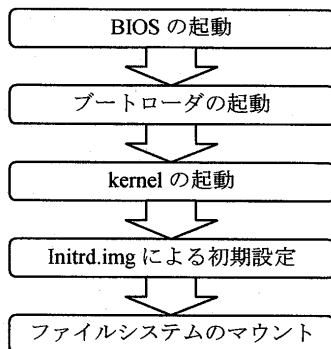 BIOS の起動
ブートローダの起動
kernel の起動
Initrd.img による初期設定
ファイルシステムのマウント